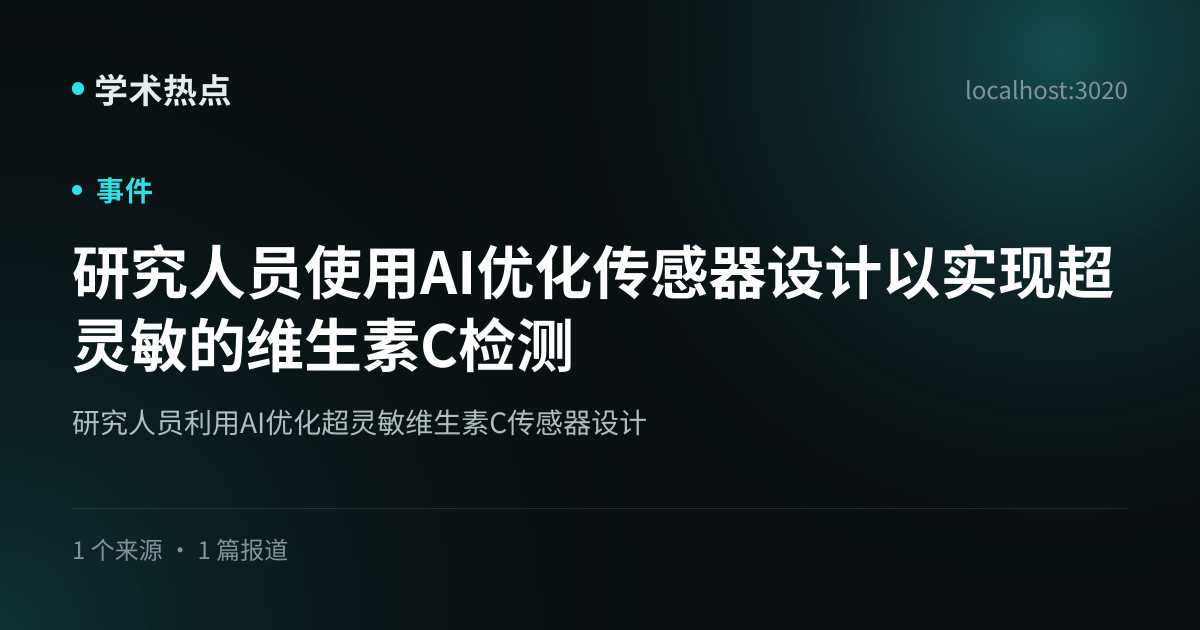 学术热点
localhost:3020
事件
研究人员使用AI优化传感器设计以实现超
灵敏的维生素C检测
研究人员利用AI优化超灵敏维生素C传感器设计
1 个来源 · 1 篇报道